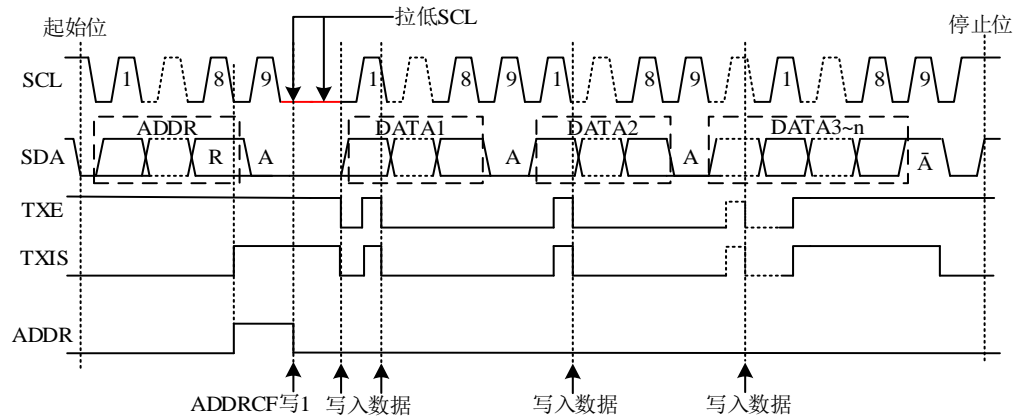 拉低SCL
起始位
停止位
SCL 1 8 9 1 8 9 1 8 9 1 8 9
ADDR DATA1 DATA2 DATA3~n
SDA R A A A Ā
TXE
TXIS
ADDR
ADDRCF写1 写入数据 写入数据 写入数据